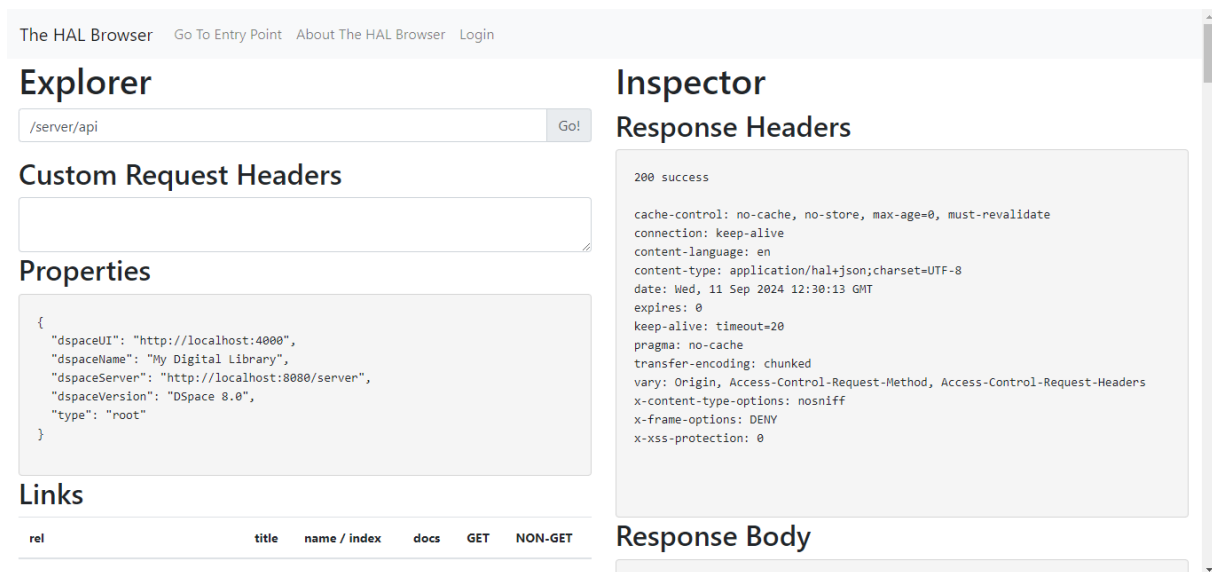 The HAL Browser Go To Entry Point About The HAL Browser Login
Explorer
/server/api Go!
Custom Request Headers
Properties
{
"dspaceUI": "http://localhost:4000",
"dspaceName": "My Digital Library",
"dspaceServer": "http://localhost:8080/server",
"dspaceVersion": "DSpace 8.0",
"type": "root"
}
Links
rel title name / index docs GET NON-GET
Inspector
Response Headers
200 success
cache-control: no-cache, no-store, max-age=0, must-revalidate
connection: keep-alive
content-language: en
content-type: application/hal+json;charset=UTF-8
date: Wed, 11 Sep 2024 12:30:13 GMT
expires: 0
keep-alive: timeout=20
pragma: no-cache
transfer-encoding: chunked
vary: Origin, Access-Control-Request-Method, Access-Control-Request-Headers
x-content-type-options: nosniff
x-frame-options: DENY
x-xss-protection: 0
Response Body